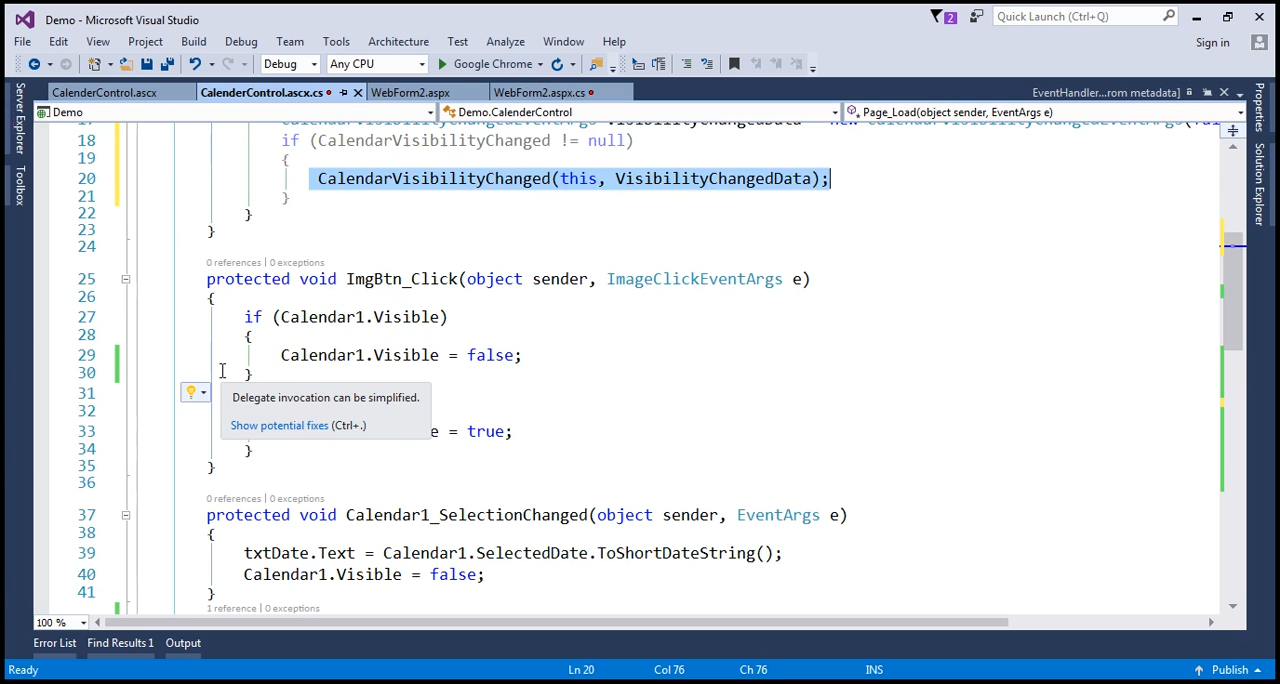 Demo - Microsoft Visual Studio
2
Quick Launch (Ctrl+Q)
File Edit View Project Build Debug Team Tools Architecture Test Analyze Window Help
Sign in
Debug Any CPU Google Chrome
CalenderControl.ascx CalenderControl.ascx.cs WebForm2.aspx WebForm2.aspx.cs EventHandler...rom metadata]
Demo Demo.CalenderControl Page_Load(object sender, EventArgs e)
Server Explorer
Toolbox
Properties
Solution Explorer
18 if (CalendarVisibilityChanged != null)
19 {
20 CalendarVisibilityChanged(this, VisibilityChangedData);
21 }
22 }
23 }
24
0 references | 0 exceptions
25 protected void ImgBtn_Click(object sender, ImageClickEventArgs e)
26 {
27 if (Calendar1.Visible)
28 {
29 Calendar1.Visible = false;
30 }
31
Delegate invocation can be simplified.
32
Show potential fixes (Ctrl+.)
33 e = true;
34 }
35 }
36
0 references | 0 exceptions
37 protected void Calendar1_SelectionChanged(object sender, EventArgs e)
38 {
39 txtDate.Text = Calendar1.SelectedDate.ToShortDateString();
40 Calendar1.Visible = false;
41 }
1 reference | 0 exceptions
100 %
Error List Find Results 1 Output
Ready Ln 20 Col 76 Ch 76 INS Publish